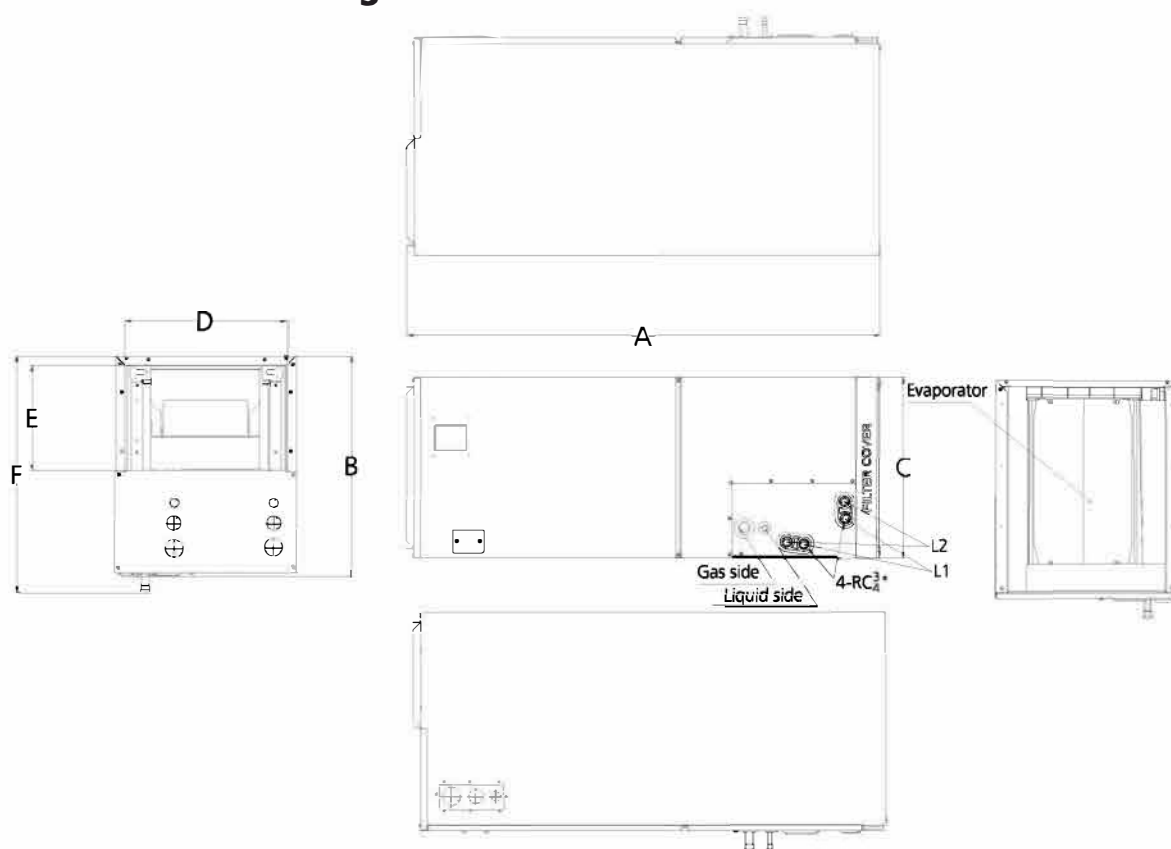 g
A
D
E
F
B
C
Evaporator
FILTER COVER
L2
L1
Gas side
4-RC3/4"
Liquid side